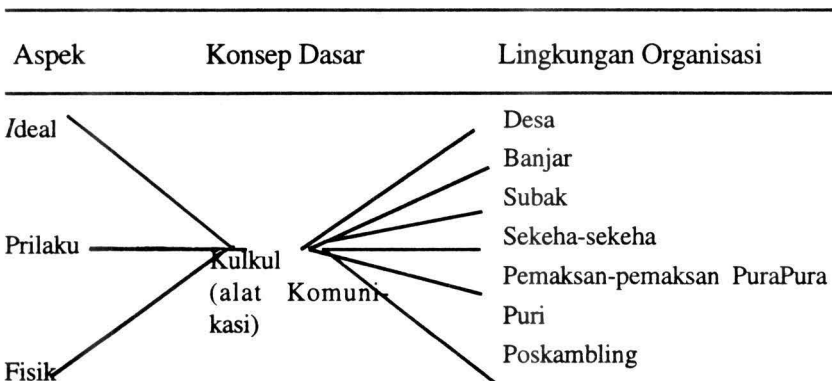 Aspek Konsep Dasar Lingkungan Organisasi
Ideal
Prilaku
Fisik
Kulkul
(alat Komuni-
kasi)
Desa
Banjar
Subak
Sekeha-sekeha
Pemaksan-pemaksan PuraPura
Puri
Poskambling